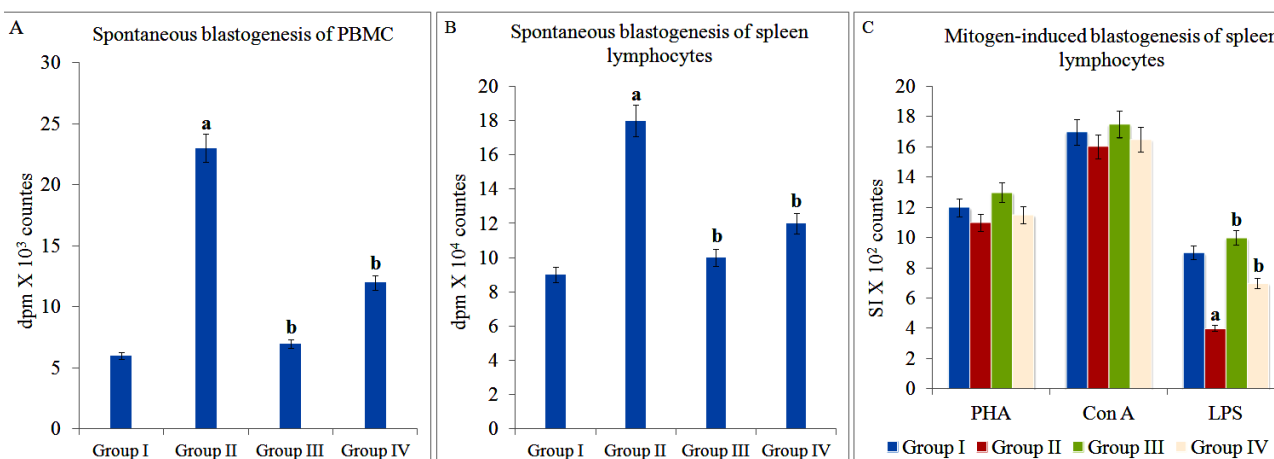 A
Spontaneous blastogenesis of PBMC
dpm X 10³ countes
30
25
20
15
10
5
0
a
b
b
Group I
Group II
Group III
Group IV
B
Spontaneous blastogenesis of spleen
lymphocytes
dpm X 10⁴ countes
20
18
16
14
12
10
8
6
4
2
0
a
b
b
Group I
Group II
Group III
Group IV
C
Mitogen-induced blastogenesis of spleen
lymphocytes
SI X 10² countes
20
18
16
14
12
10
8
6
4
2
0
a
b
b
PHA
Con A
LPS
Group I
Group II
Group III
Group IV